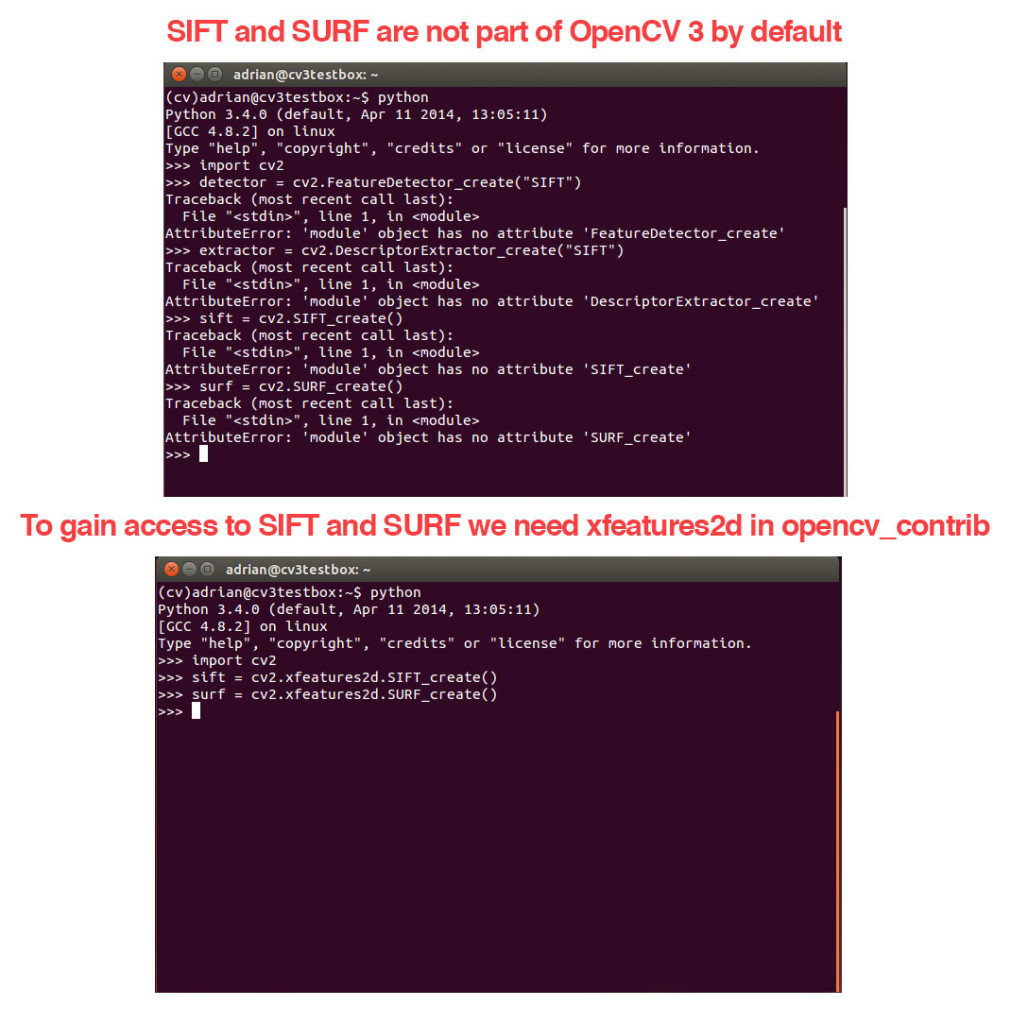 SIFT and SURF are not part of OpenCV 3 by default
adrian@cv3testbox: ~
(cv)adrian@cv3testbox:~$ python
Python 3.4.0 (default, Apr 11 2014, 13:05:11)
[GCC 4.8.2] on linux
Type "help", "copyright", "credits" or "license" for more information.
>>> import cv2
>>> detector = cv2.FeatureDetector_create("SIFT")
Traceback (most recent call last):
  File "<stdin>", line 1, in <module>
AttributeError: 'module' object has no attribute 'FeatureDetector_create'
>>> extractor = cv2.DescriptorExtractor_create("SIFT")
Traceback (most recent call last):
  File "<stdin>", line 1, in <module>
AttributeError: 'module' object has no attribute 'DescriptorExtractor_create'
>>> sift = cv2.SIFT_create()
Traceback (most recent call last):
  File "<stdin>", line 1, in <module>
AttributeError: 'module' object has no attribute 'SIFT_create'
>>> surf = cv2.SURF_create()
Traceback (most recent call last):
  File "<stdin>", line 1, in <module>
AttributeError: 'module' object has no attribute 'SURF_create'
>>>
To gain access to SIFT and SURF we need xfeatures2d in opencv_contrib
adrian@cv3testbox: ~
(cv)adrian@cv3testbox:~$ python
Python 3.4.0 (default, Apr 11 2014, 13:05:11)
[GCC 4.8.2] on linux
Type "help", "copyright", "credits" or "license" for more information.
>>> import cv2
>>> sift = cv2.xfeatures2d.SIFT_create()
>>> surf = cv2.xfeatures2d.SURF_create()
>>>